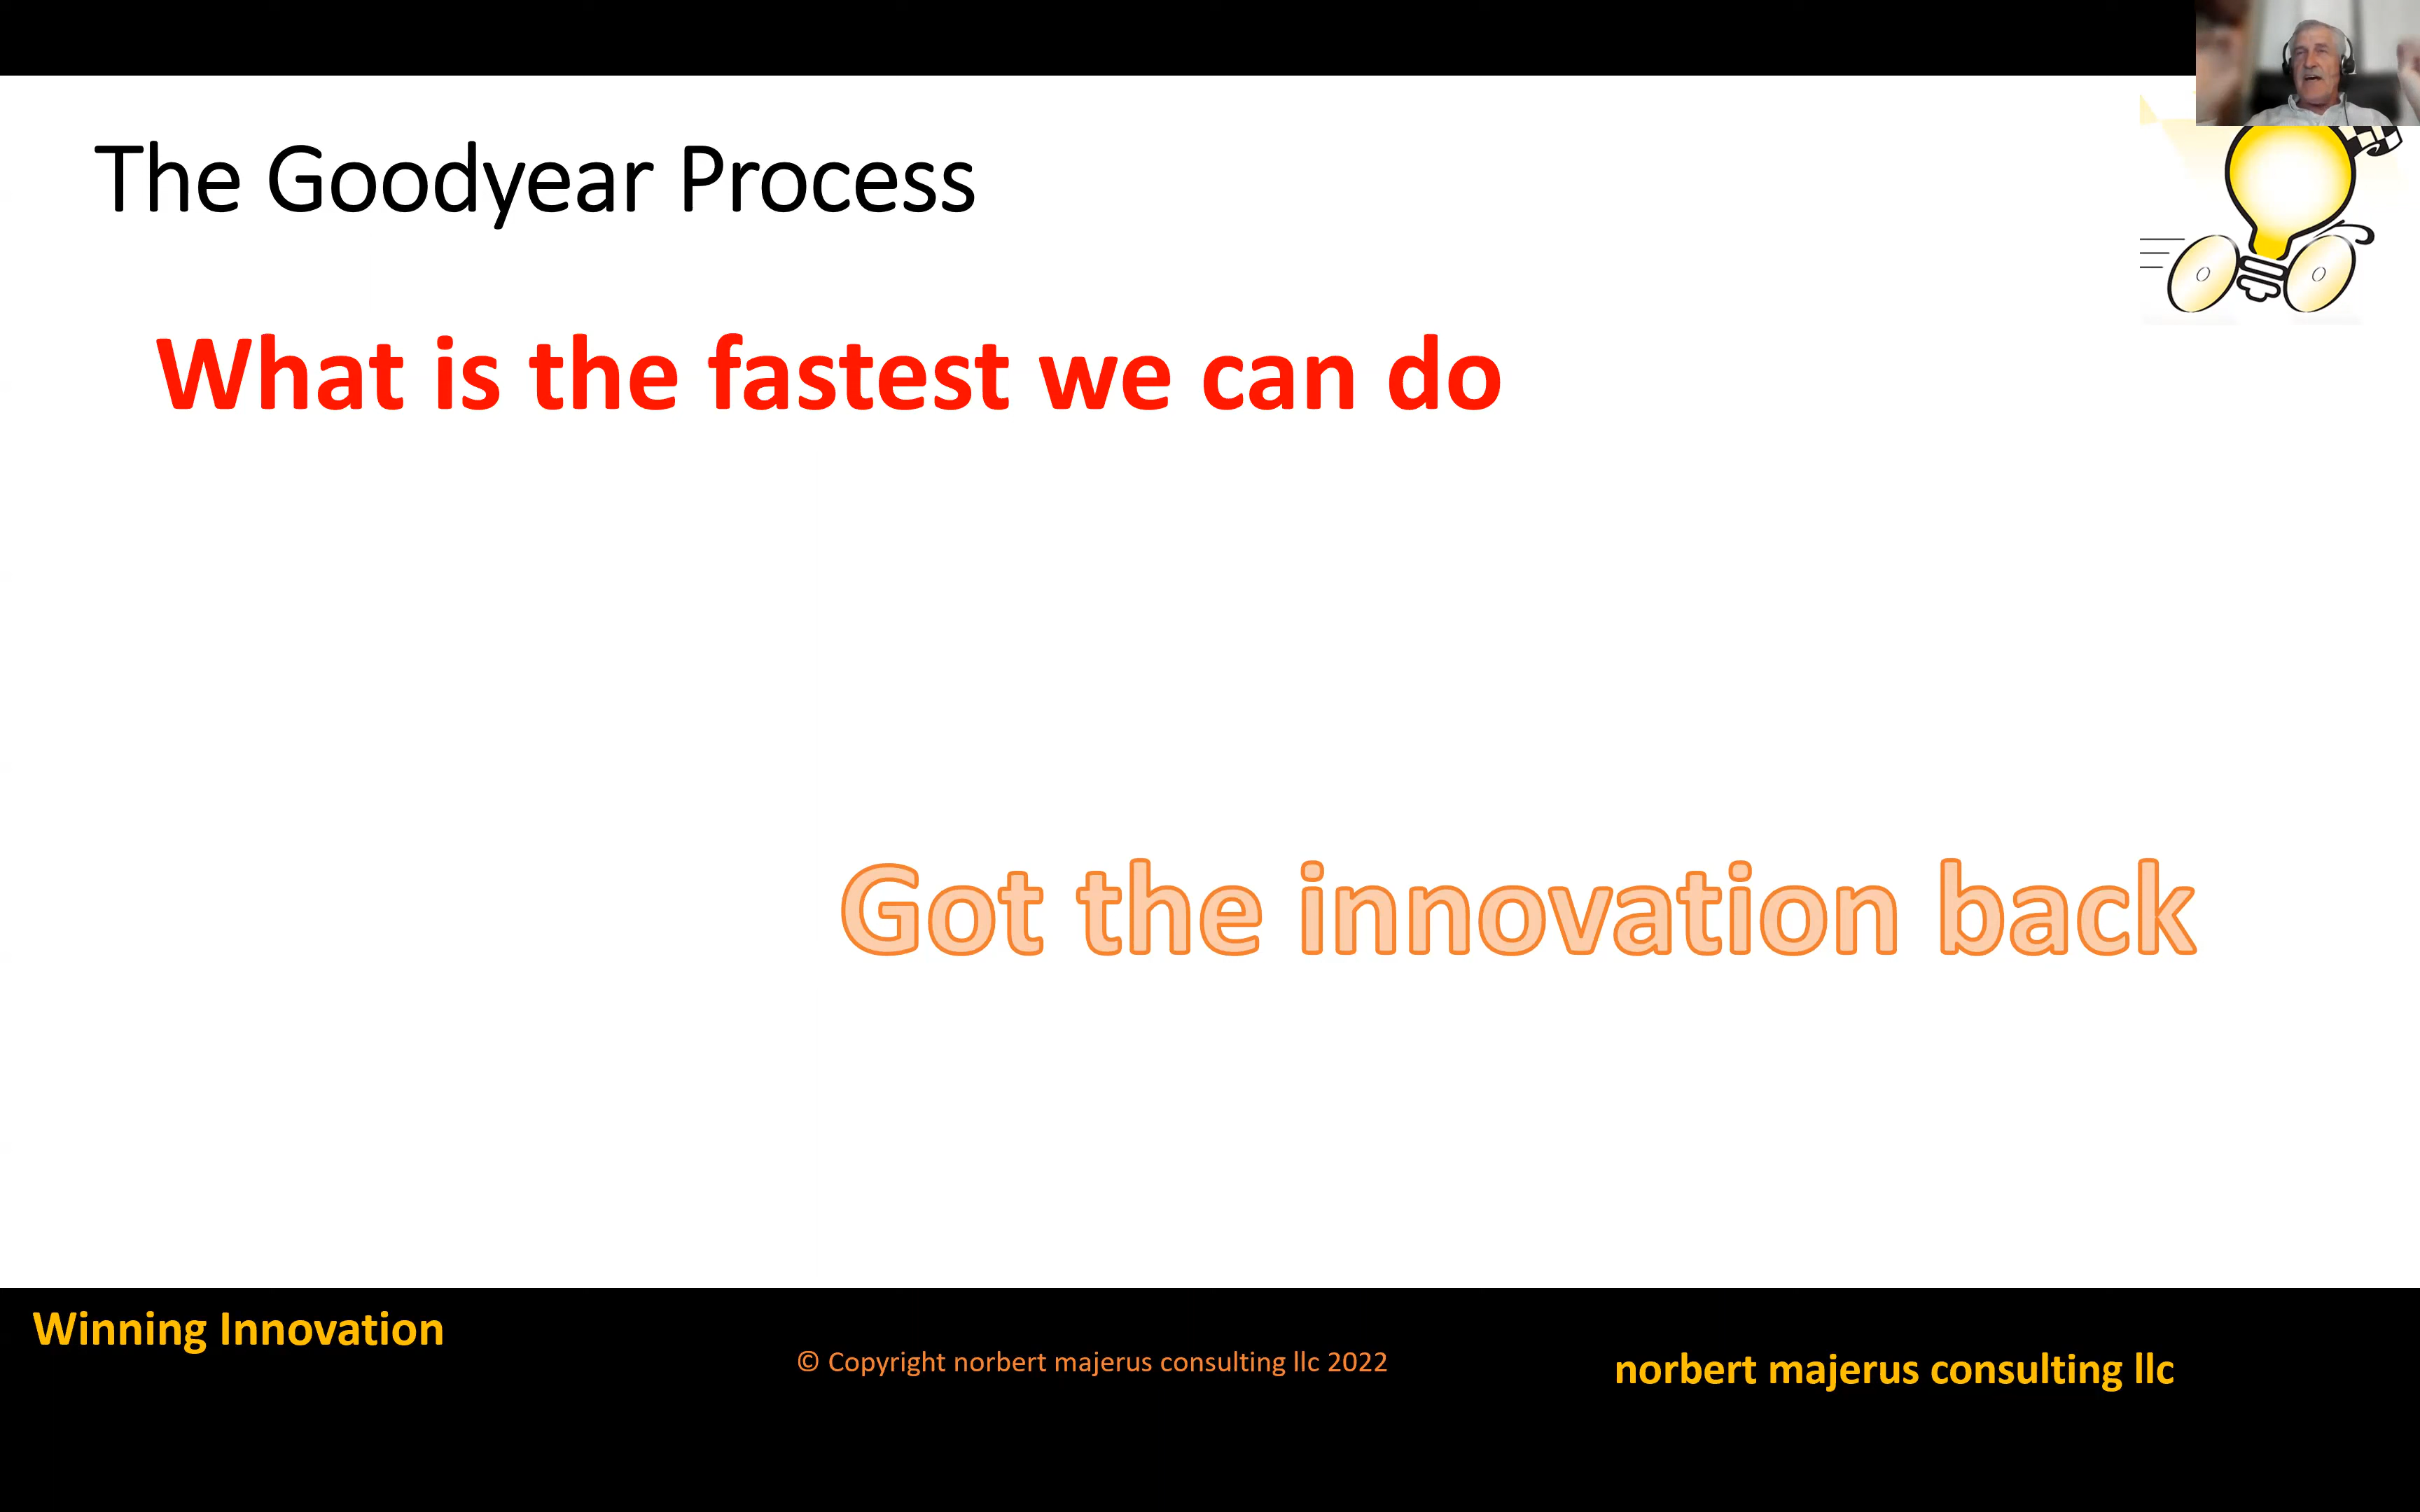 The Goodyear Process
What is the fastest we can do
Got the innovation back
Winning Innovation
© Copyright norbert majerus consulting llc 2022
norbert majerus consulting llc